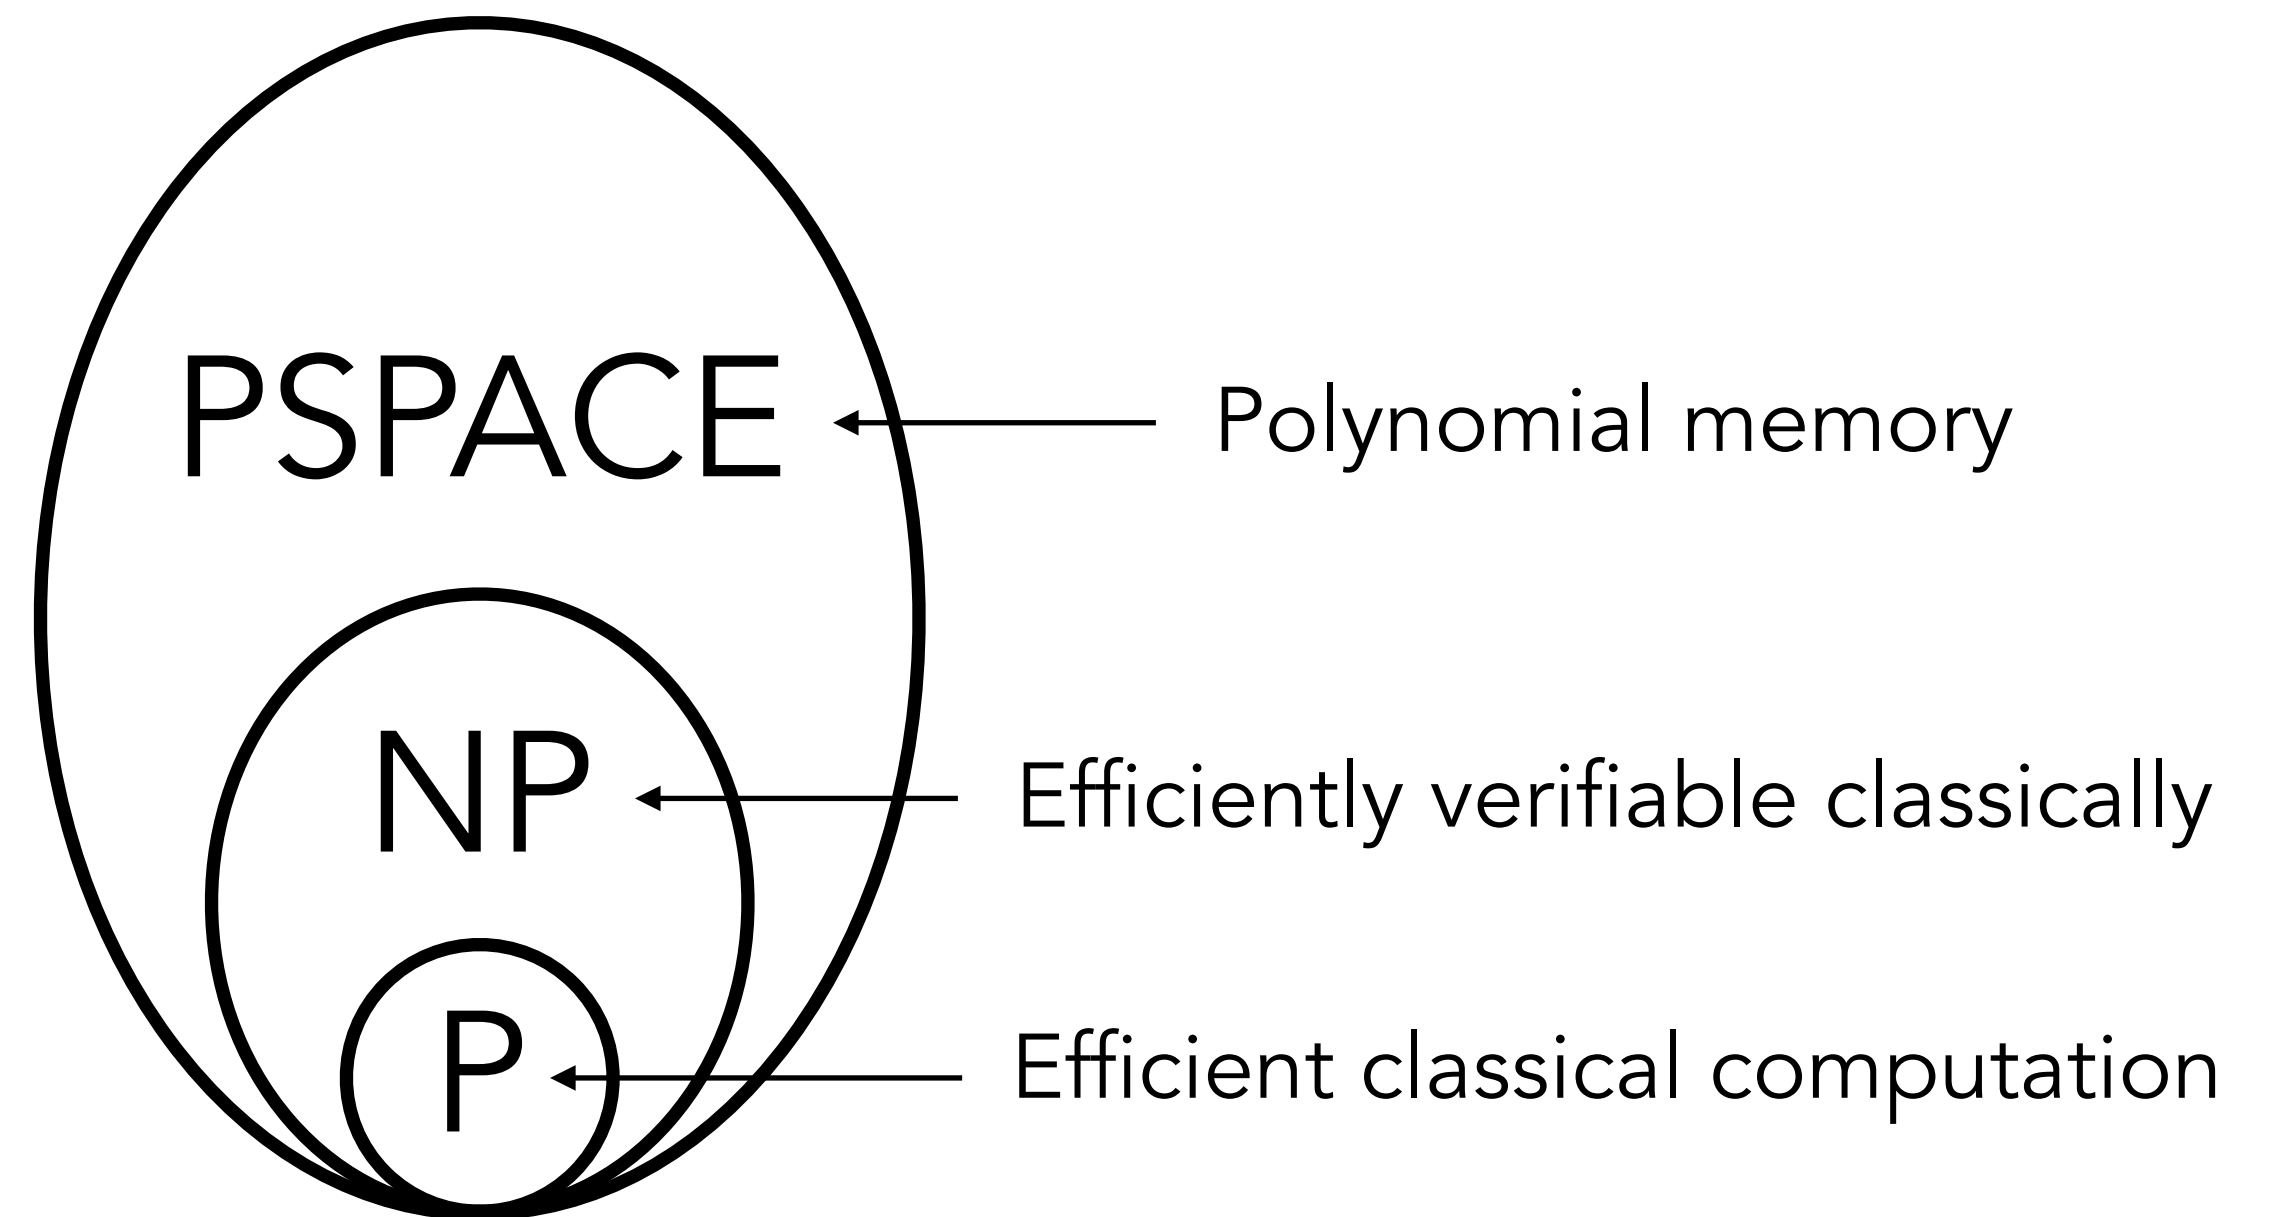 PSPACE
Polynomial memory
NP
Efficiently verifiable classically
P
Efficient classical computation